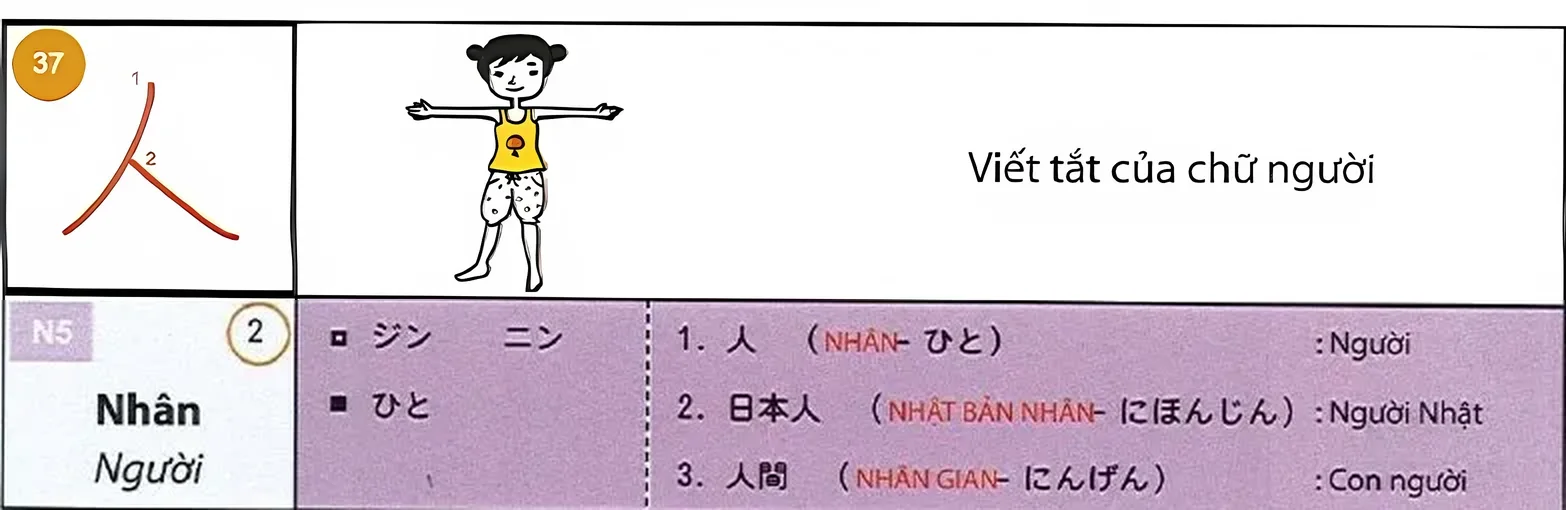 37
1
2
Viết tắt của chữ người
N5
2
Nhân
Người
ジン ニン
ひと
1. 人 (NHÂN- ひと) : Người
2. 日本人 (NHẬT BẢN NHÂN- にほんじん) : Người Nhật
3. 人間 (NHÂN GIAN- にんげん) : Con người